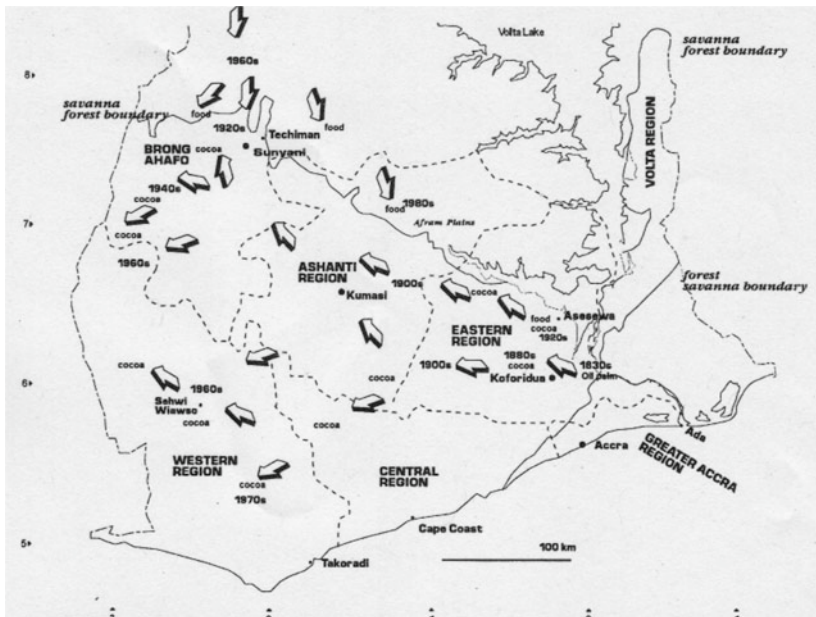 Volta Lake
savanna
forest boundary
8
1960s
food
savanna
forest boundary
1920s
Techiman
food
BRONG
AHAFO
cocoa
Sunyani
VOLTA REGION
1940s
cocoa
food
1980s
7
Afram Plains
cocoa
1960s
ASHANTI
REGION
1900s
Kumasi
cocoa
forest
savanna boundary
EASTERN
REGION
food
cocoa
1920s
Asesewa
1880s
cocoa
1830s
Oil palm
1900s
Koforidua
cocoa
cocoa
6
1960s
Sehwi
Wiawso
cocoa
cocoa
Ada
Accra
GREATER ACCRA
REGION
WESTERN
REGION
CENTRAL
REGION
cocoa
1970s
Cape Coast
5
100 km
Takoradi